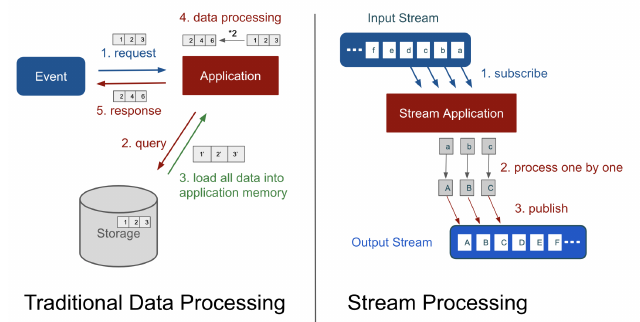 4. data processing
1 2 3
2 4 6
*2
1 2 3
1. request
Event
Application
2 4 6
5. response
2. query
1' 2' 3'
3. load all data into
application memory
1 2 3
Storage
Traditional Data Processing
Input Stream
f e d c b a
1. subscribe
Stream Application
a b c
2. process one by one
A B C
3. publish
Output Stream
A B C D E F
Stream Processing